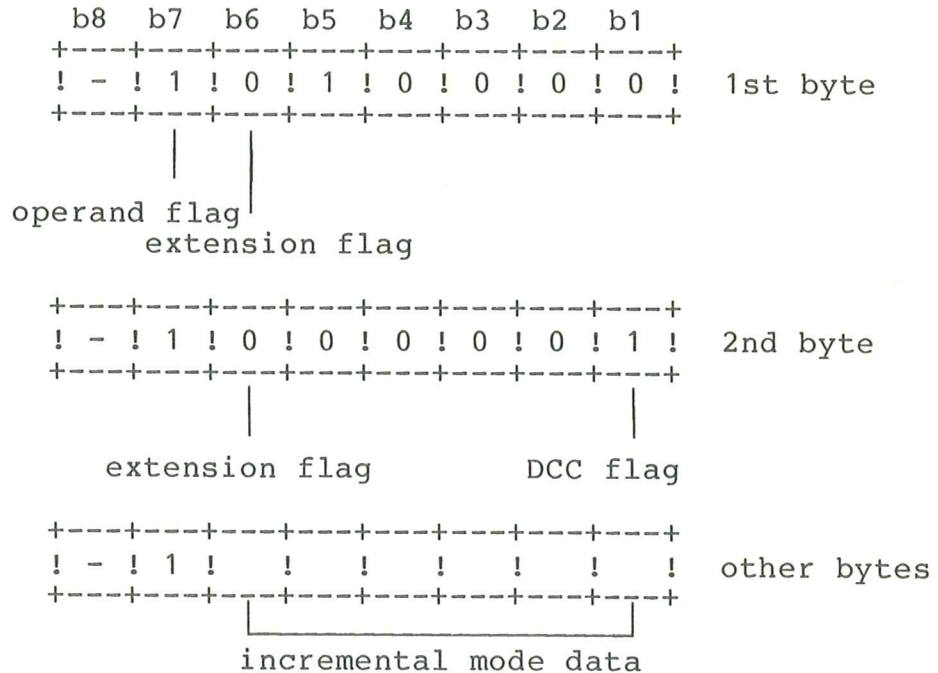 b8 b7 b6 b5 b4 b3 b2 b1
+---+---+---+---+---+---+---+---+
! - ! 1 ! 0 ! 1 ! 0 ! 0 ! 0 ! 0 ! 1st byte
+---+---+---+---+---+---+---+---+
operand flag
extension flag
+---+---+---+---+---+---+---+---+
! - ! 1 ! 0 ! 0 ! 0 ! 0 ! 0 ! 1 ! 2nd byte
+---+---+---+---+---+---+---+---+
extension flag DCC flag
+---+---+---+---+---+---+---+---+
! - ! 1 ! ! ! ! ! ! ! other bytes
+---+---+---+---+---+---+---+---+
incremental mode data